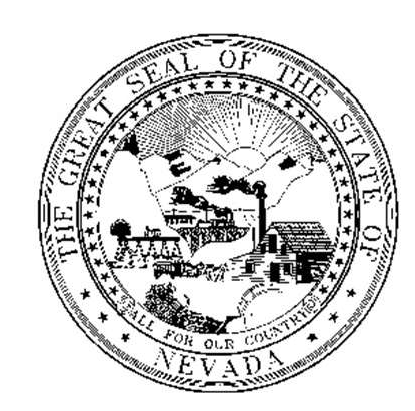 THE GREAT SEAL OF THE STATE OF
NEVADA
ALL FOR OUR COUNTRY